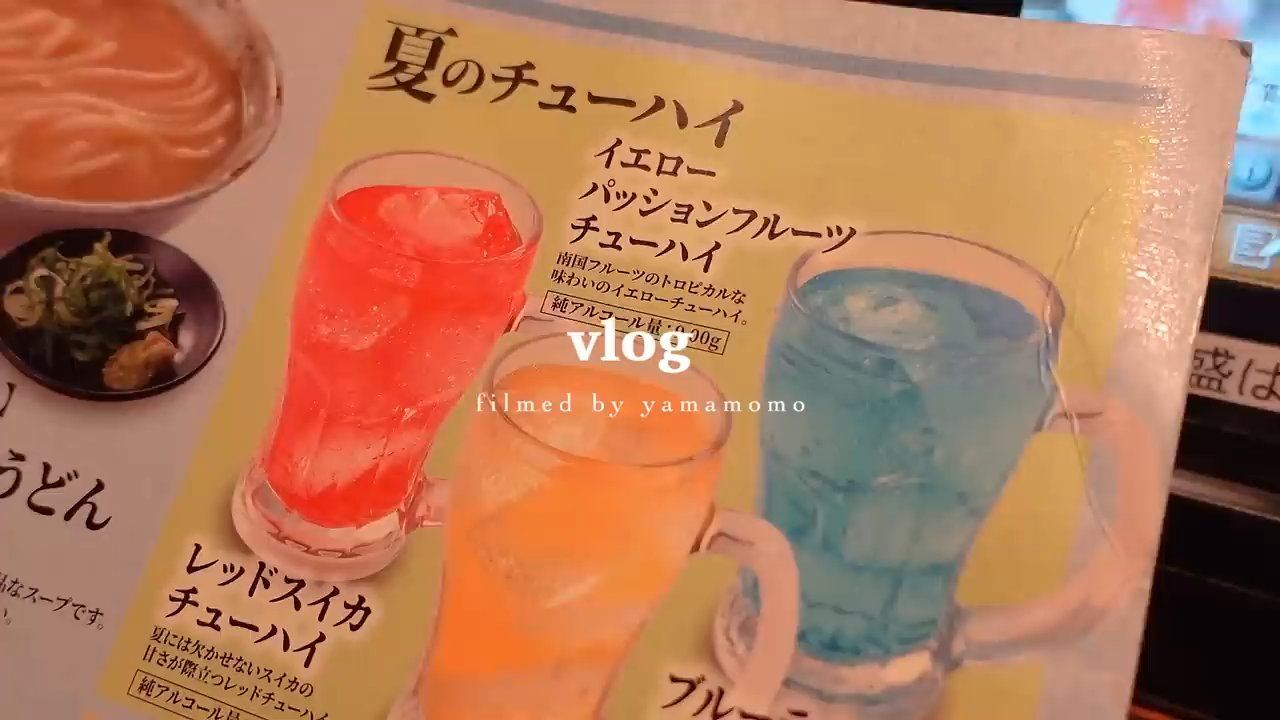 夏のチューハイ
イエロー
パッションフルーツ
チューハイ
南国フルーツのトロピカルな
味わいのイエローチューハイ。
純アルコール量:
vlog
filmed by yamamomo
盛は
うどん
なスープです。
レッドスイカ
チューハイ
夏には欠かせないスイカの
甘さが際立つレッドチューハイ
純アルコール量
ブルー